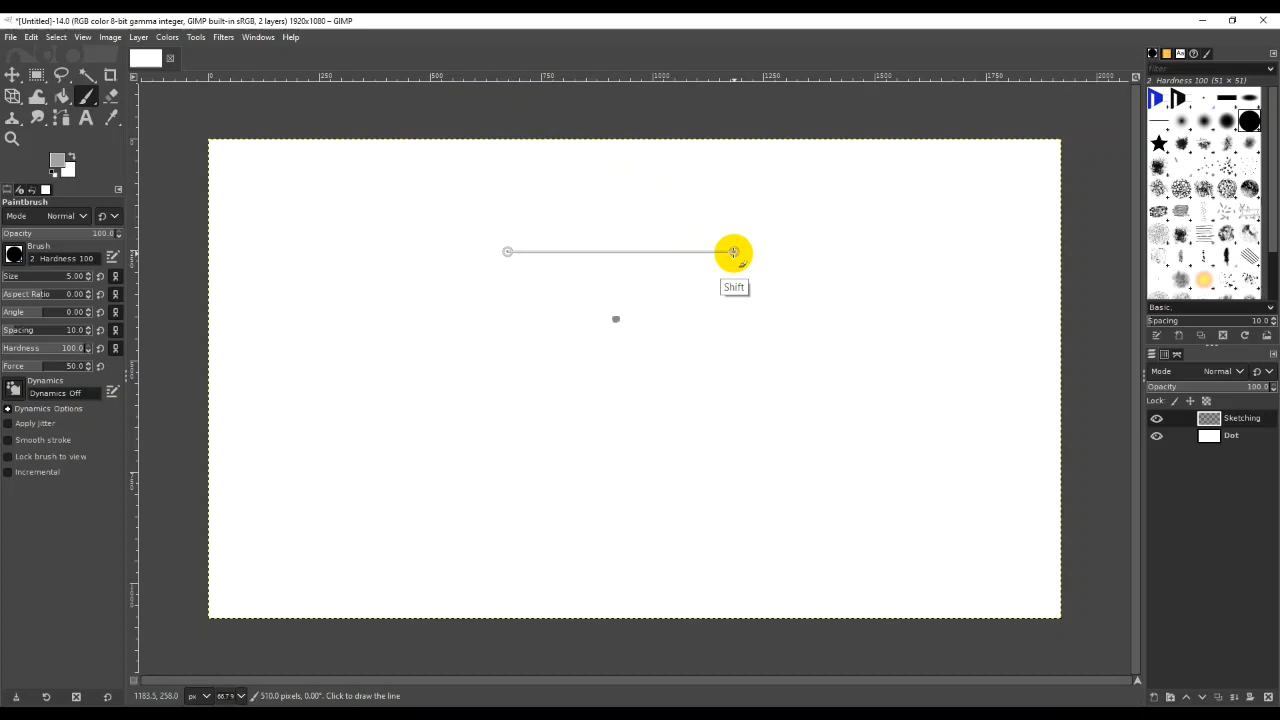 *[Untitled]-14.0 (RGB color 8-bit gamma integer, GIMP built-in sRGB, 2 layers) 1920x1080 – GIMP
File Edit Select View Image Layer Colors Tools Filters Windows Help
0 250 500 750 1000 1250 1500 1750 2000
filter
2. Hardness 100 (51 × 51)
Paintbrush
Mode Normal
Opacity 100.0
Brush
2. Hardness 100
Size 5.00
Aspect Ratio 0.00
Angle 0.00
Spacing 10.0
Hardness 100.0
Force 50.0
Dynamics
Dynamics Off
Dynamics Options
Apply Jitter
Smooth stroke
Lock brush to view
Incremental
Shift
Basic,
Spacing 10.0
Mode Normal
Opacity 100.0
Lock:
Sketching
Dot
1183.5, 258.0 px 66.7 510.0 pixels, 0.00°. Click to draw the line